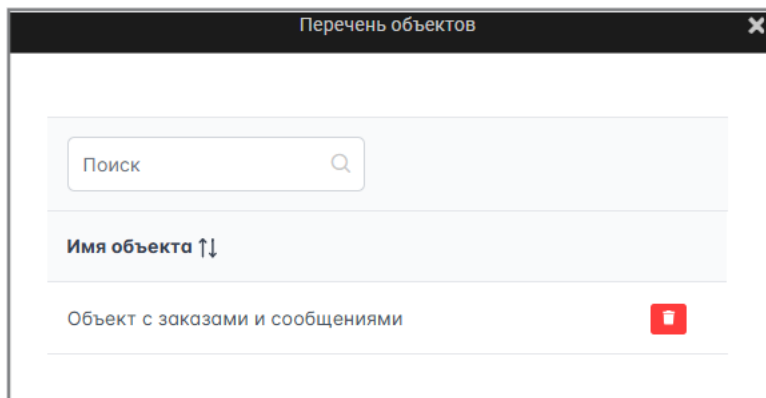 Перечень объектов
Поиск
Имя объекта
Объект с заказами и сообщениями